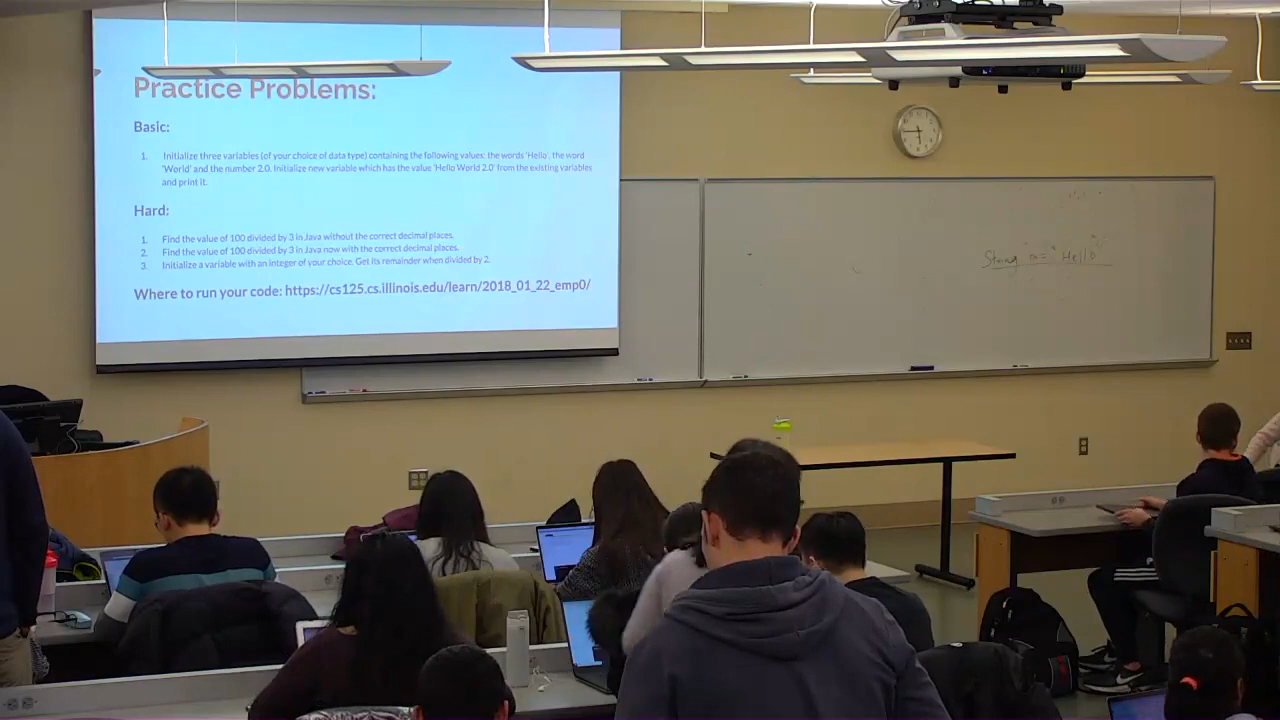 Practice Problems:
Basic:
1. Initialize three variables (of your choice of data type) containing the following values: the words 'Hello', the word
'World' and the number 2.0. Initialize new variable which has the value 'Hello World 2.0' from the existing variables
and print it.
Hard:
1. Find the value of 100 divided by 3 in Java without the correct decimal places.
2. Find the value of 100 divided by 3 in Java now with the correct decimal places.
3. Initialize a variable with an integer of your choice. Get its remainder when divided by 2.
Where to run your code: https://cs125.cs.illinois.edu/learn/2018_01_22_emp0/
String a = "Hello"